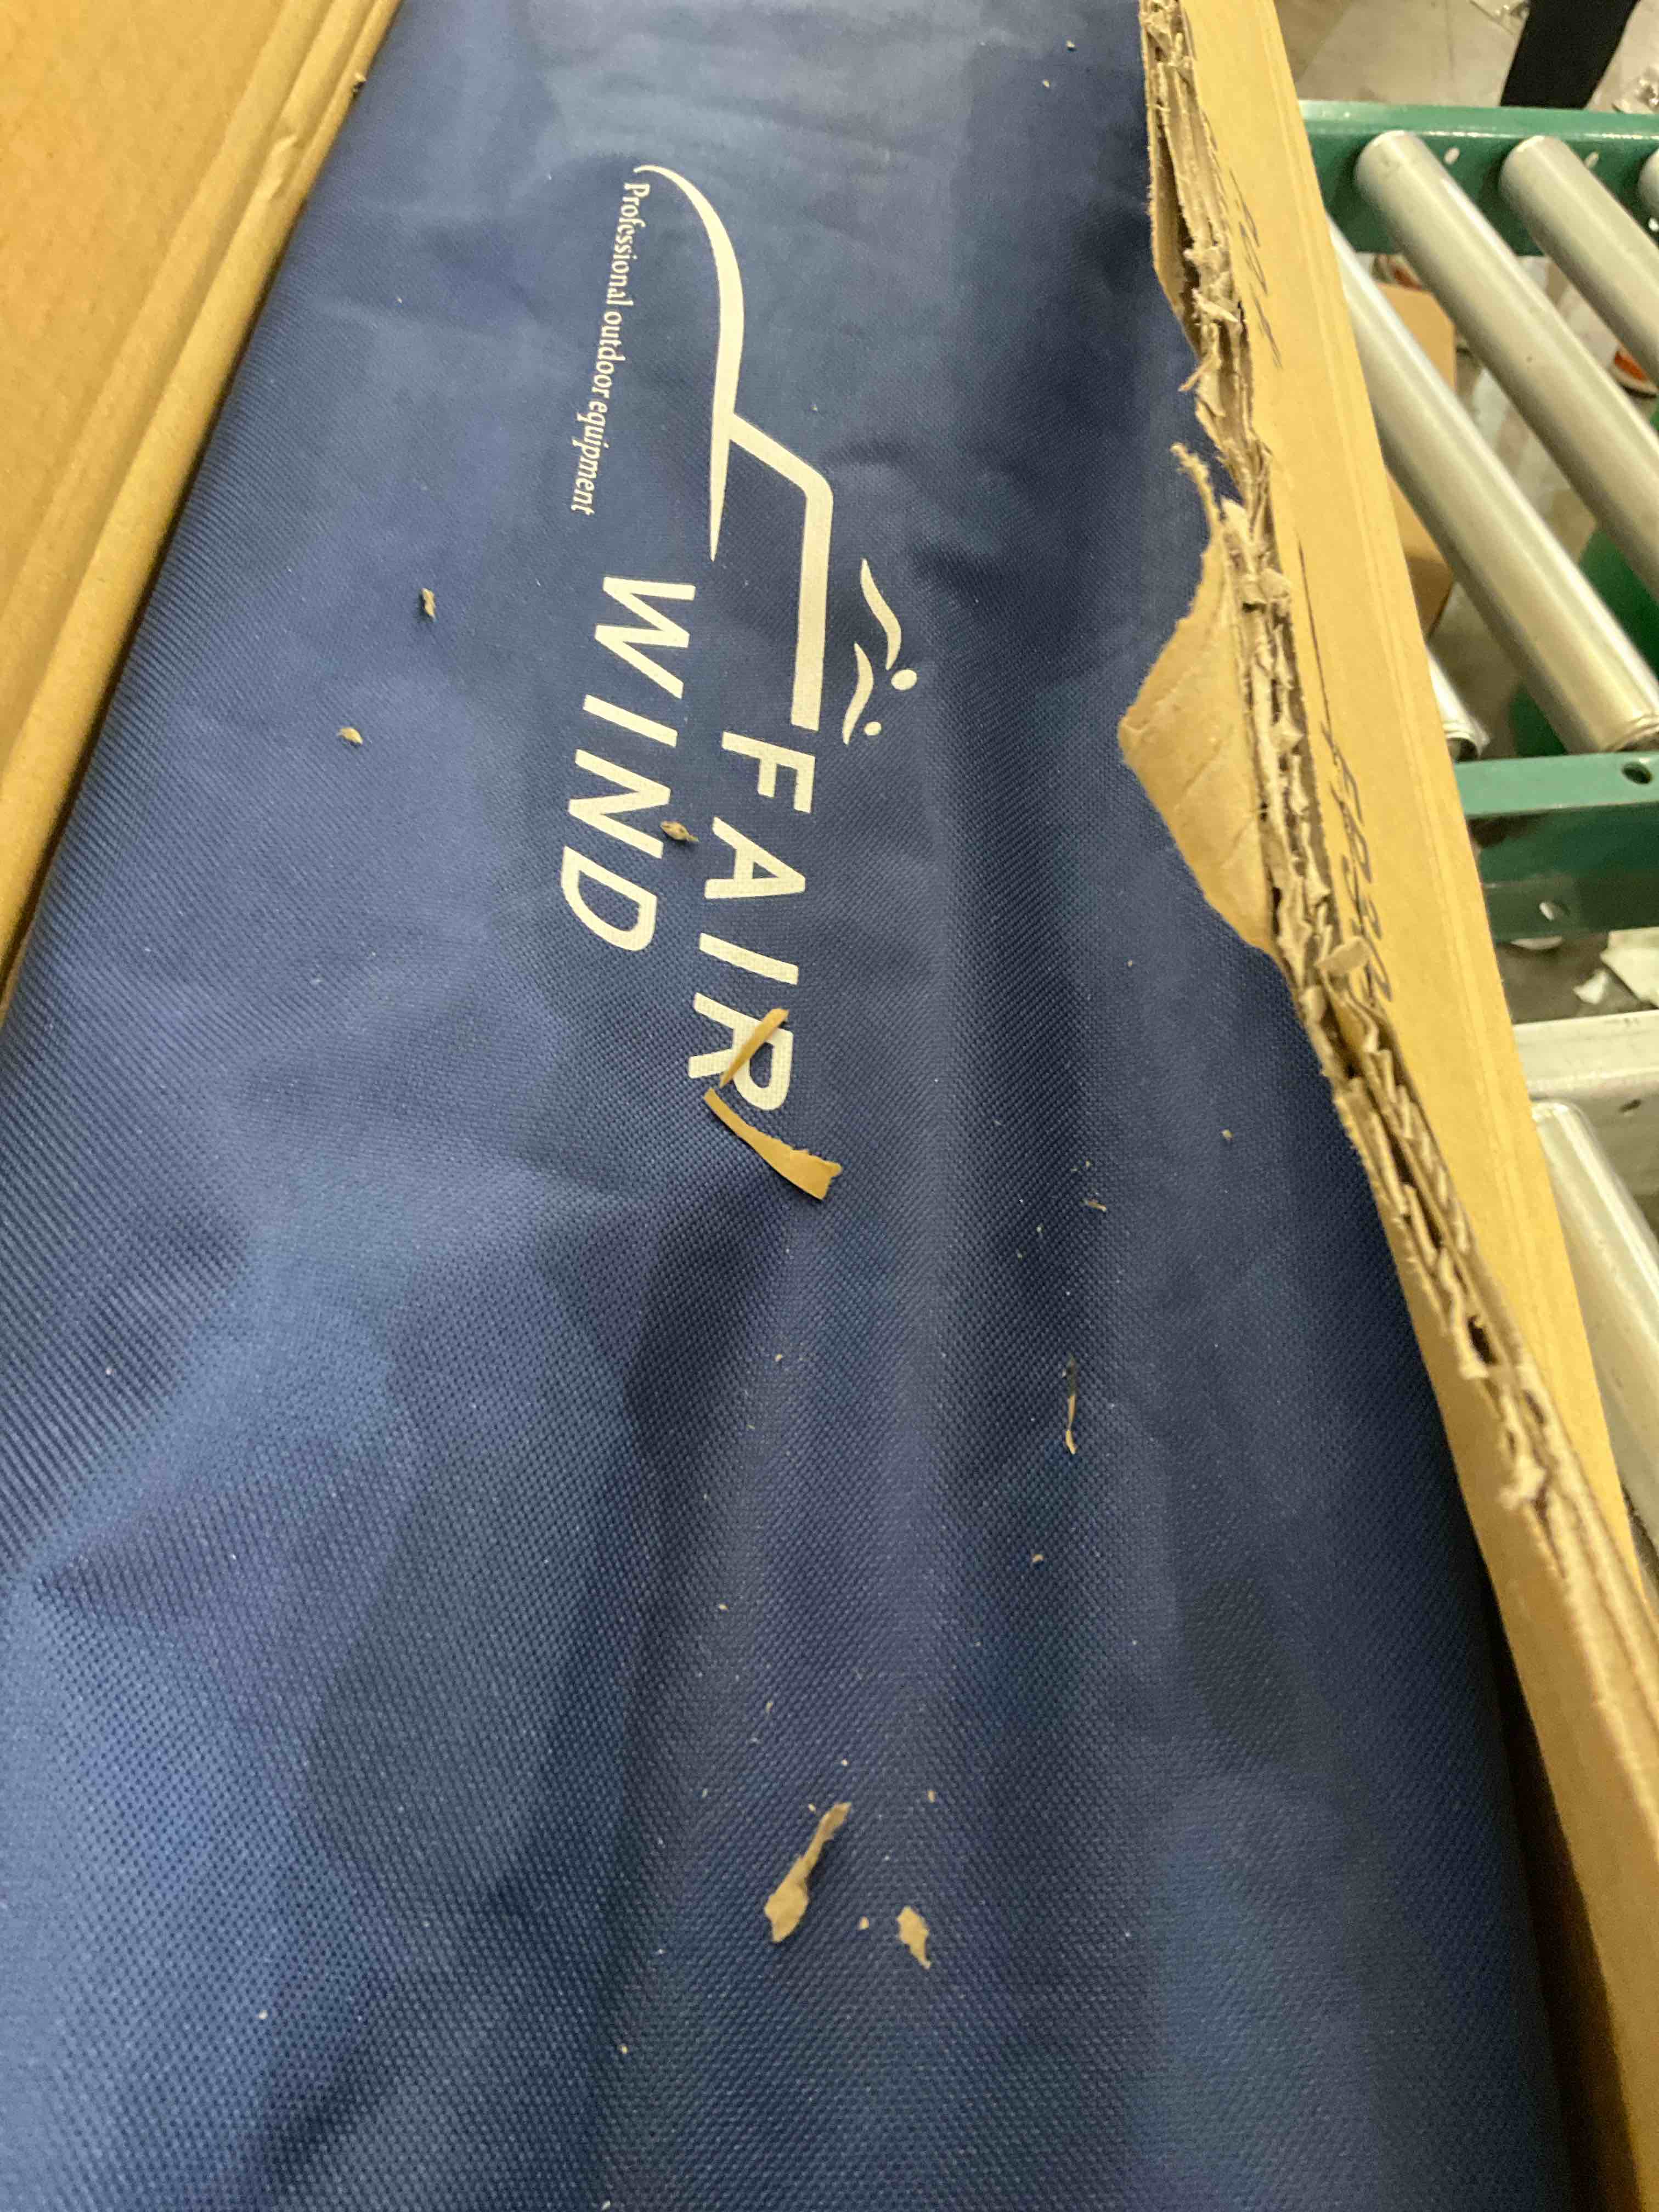 FAIR
WIND
Professional outdoor equipment